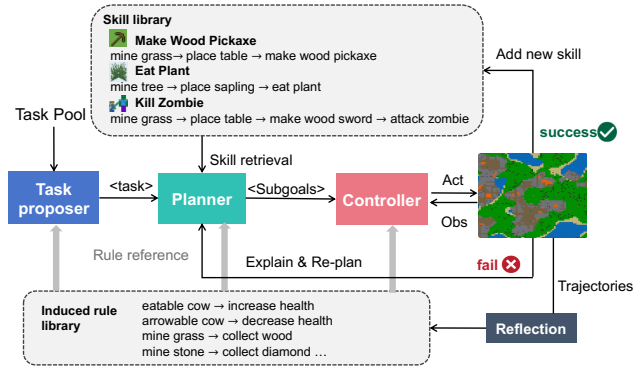 Skill library
Make Wood Pickaxe
mine grass→ place table → make wood pickaxe
Eat Plant
mine tree → place sapling → eat plant
Kill Zombie
mine grass → place table → make wood sword → attack zombie
Add new skill
Task Pool
success
Skill retrieval
Task proposer
<task>
Planner
<Subgoals>
Controller
Act
Obs
Rule reference
Explain & Re-plan
fail
Trajectories
Induced rule library
eatable cow → increase health
arrowable cow → decrease health
mine grass → collect wood
mine stone → collect diamond ...
Reflection